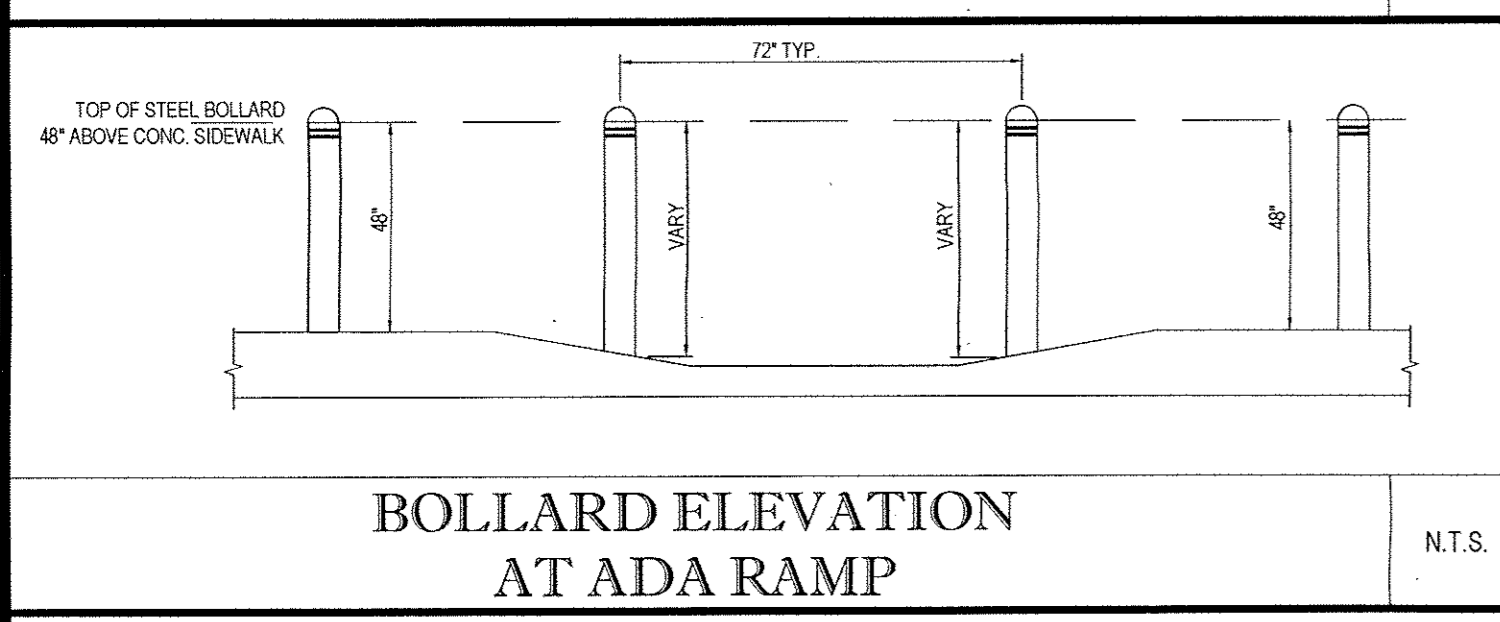 72" TYP.
TOP OF STEEL BOLLARD
48" ABOVE CONC. SIDEWALK
48"
VARY
VARY
48"
BOLLARD ELEVATION
AT ADA RAMP
N.T.S.